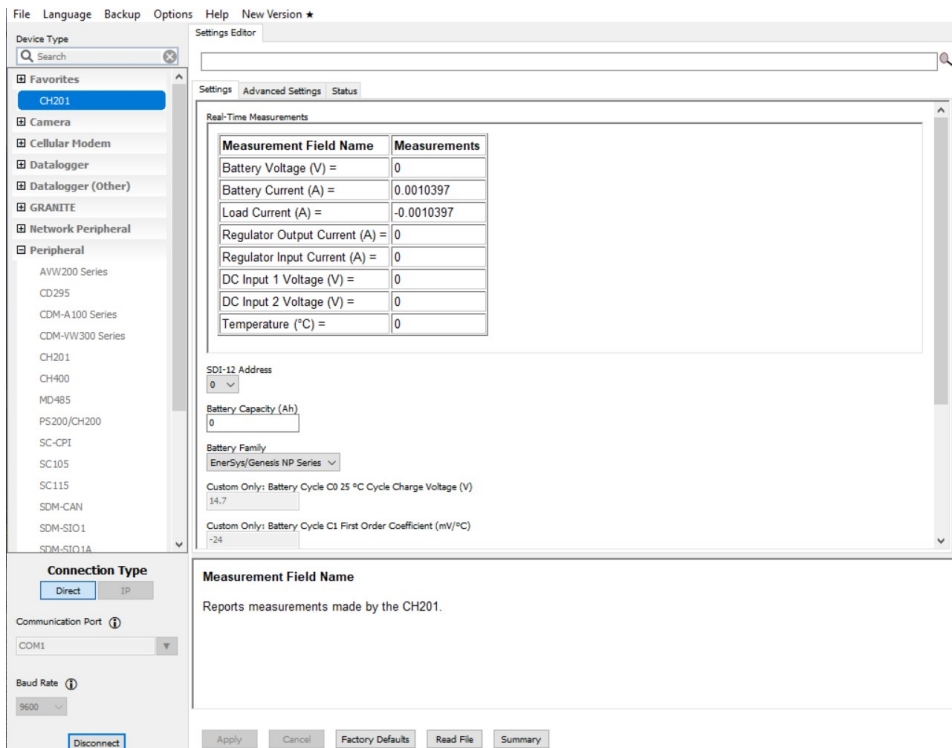 File Language Backup Options Help New Version ★
Device Type
Search
Favorites
CH201
Camera
Cellular Modem
Datalogger
Datalogger (Other)
GRANITE
Network Peripheral
Peripheral
AVW200 Series
CD295
CDM-A100 Series
CDM-VW300 Series
CH201
CH400
MD485
PS200/CH200
SC-CPI
SC105
SC115
SDM-CAN
SDM-SIO1
SDM-SIO1A
Connection Type
Direct IP
Communication Port
COM1
Baud Rate
9600
Disconnect
Settings Editor
Settings Advanced Settings Status
Real-Time Measurements
Measurement Field Name Measurements
Battery Voltage (V) = 0
Battery Current (A) = 0.0010397
Load Current (A) = -0.0010397
Regulator Output Current (A) = 0
Regulator Input Current (A) = 0
DC Input 1 Voltage (V) = 0
DC Input 2 Voltage (V) = 0
Temperature (°C) = 0
SDI-12 Address
0
Battery Capacity (Ah)
0
Battery Family
EnerSys/Genesis NP Series
Custom Only: Battery Cycle C0 25 °C Cycle Charge Voltage (V)
14.7
Custom Only: Battery Cycle C1 First Order Coefficient (mV/°C)
-24
Measurement Field Name
Reports measurements made by the CH201.
Apply Cancel Factory Defaults Read File Summary